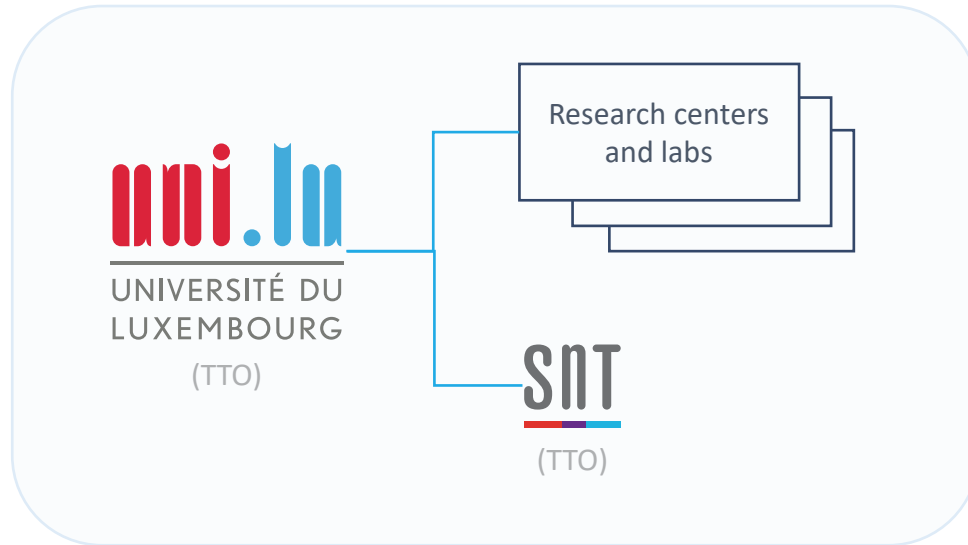 Research centers
and labs
uni.lu
UNIVERSITÉ DU
LUXEMBOURG
(TTO)
SNT
(TTO)